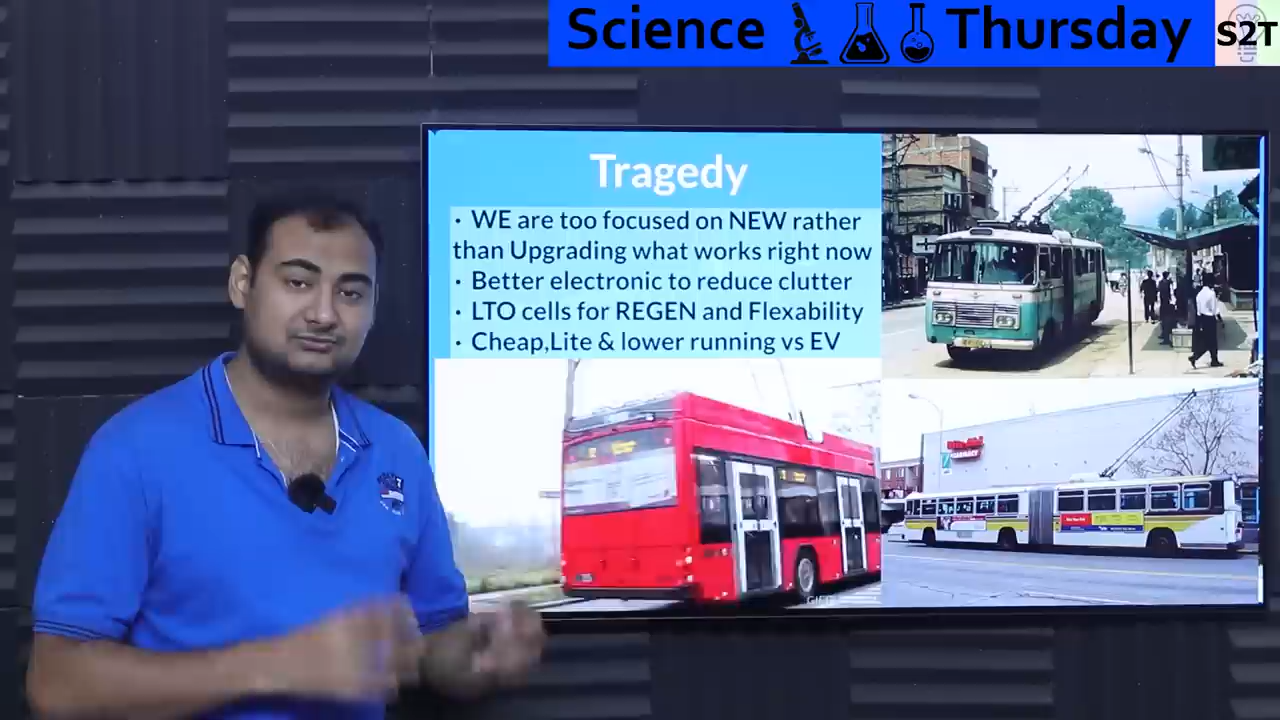 Science Thursday
S2T
Tragedy
· WE are too focused on NEW rather
than Upgrading what works right now
· Better electronic to reduce clutter
· LTO cells for REGEN and Flexability
· Cheap,Lite & lower running vs EV